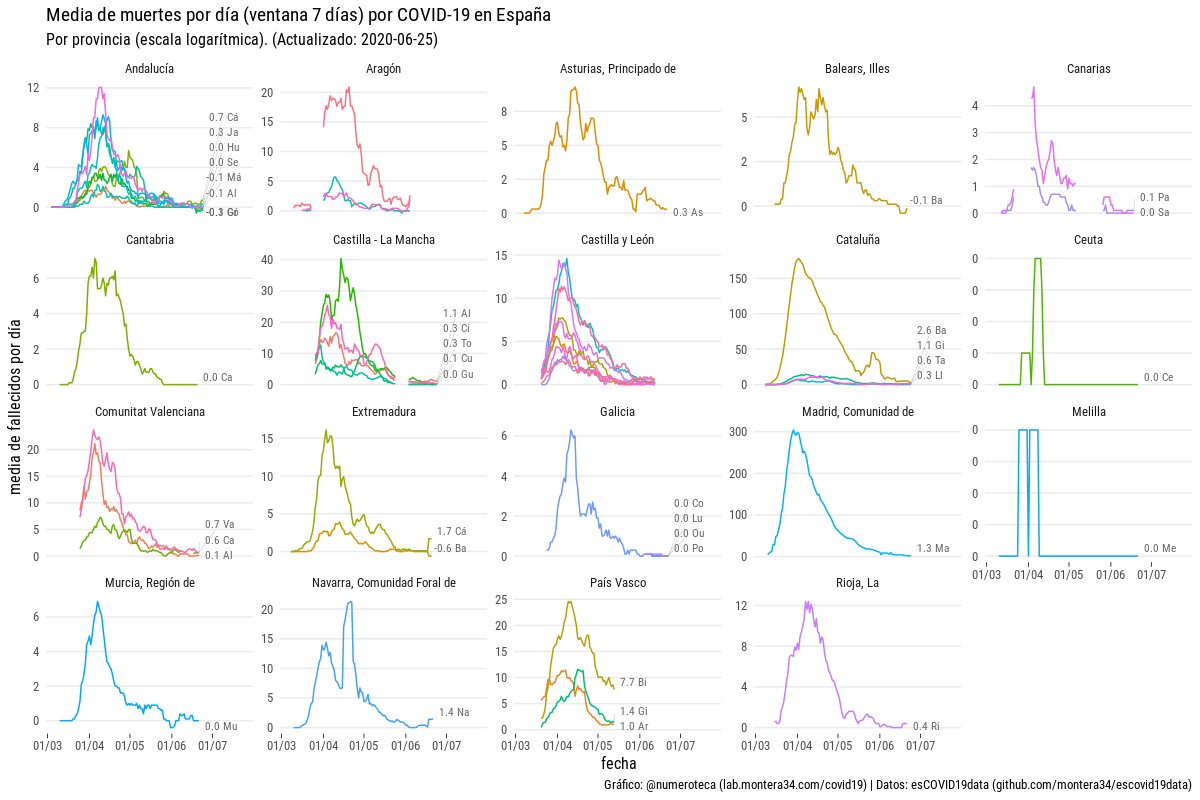 Media de muertes por día (ventana 7 días) por COVID-19 en España
Por provincia (escala logarítmica). (Actualizado: 2020-06-25)
media de fallecidos por día
Andalucía
12
8
4
0
0.7 Cá
0.3 Ja
0.0 Hu
0.0 Se
-0.1 Má
-0.1 Al
Aragón
20
15
10
5
0
Asturias, Principado de
8
5
2
0
0.3 As
Balears, Illes
5
2
0
-0.1 Ba
Canarias
4
3
2
1
0
0.1 Pa
0.0 Sa
Cantabria
6
4
2
0
0.0 Ca
Castilla - La Mancha
40
30
20
10
0
1.1 Al
0.3 Ci
0.3 To
0.1 Cu
0.0 Gu
Castilla y León
15
10
5
0
Cataluña
150
100
50
0
2.6 Ba
1.1 Gi
0.6 Ta
0.3 Ll
Ceuta
0
0
0
0
0
0.0 Ce
Comunitat Valenciana
20
15
10
5
0
0.7 Va
0.6 Ca
0.1 Al
Extremadura
15
10
5
0
1.7 Cá
-0.6 Ba
Galicia
6
4
2
0
0.0 Co
0.0 Lu
0.0 Ou
0.0 Po
Madrid, Comunidad de
300
200
100
0
1.3 Ma
Melilla
0
0
0
0
0
0.0 Me
01/03 01/04 01/05 01/06 01/07
Murcia, Región de
6
4
2
0
0.0 Mu
01/03 01/04 01/05 01/06 01/07
Navarra, Comunidad Foral de
20
15
10
5
0
1.4 Na
01/03 01/04 01/05 01/06 01/07
País Vasco
25
20
15
10
5
0
7.7 Bi
1.4 Gi
1.0 Ar
01/03 01/04 01/05 01/06 01/07
Rioja, La
12
8
4
0
0.4 Ri
01/03 01/04 01/05 01/06 01/07
fecha
Gráfico: @numeroteca (lab.montera34.com/covid19) | Datos: esCOVID19data (github.com/montera34/escovid19data)